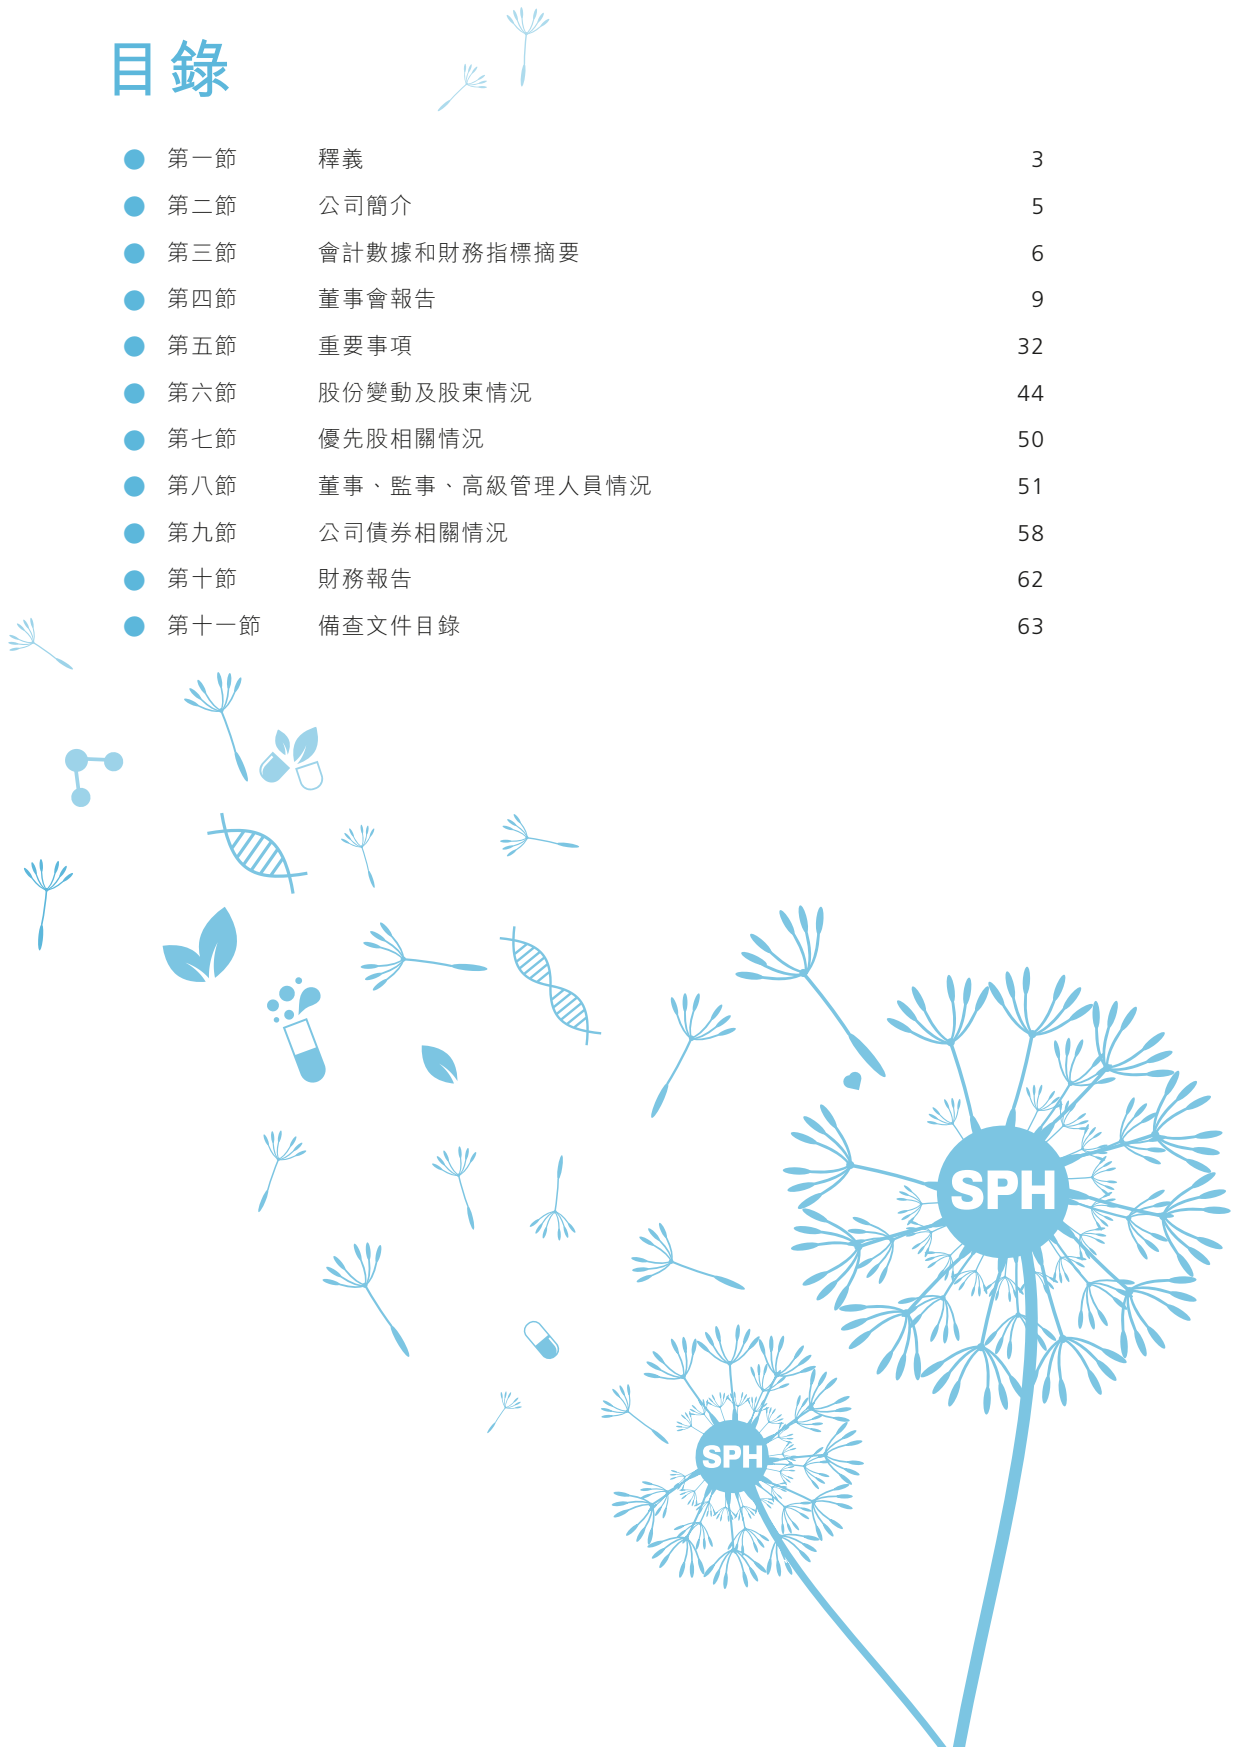 目錄
第一節 釋義 3
第二節 公司簡介 5
第三節 會計數據和財務指標摘要 6
第四節 董事會報告 9
第五節 重要事項 32
第六節 股份變動及股東情況 44
第七節 優先股相關情況 50
第八節 董事、監事、高級管理人員情況 51
第九節 公司債券相關情況 58
第十節 財務報告 62
第十一節 備查文件目錄 63
SPH
SPH